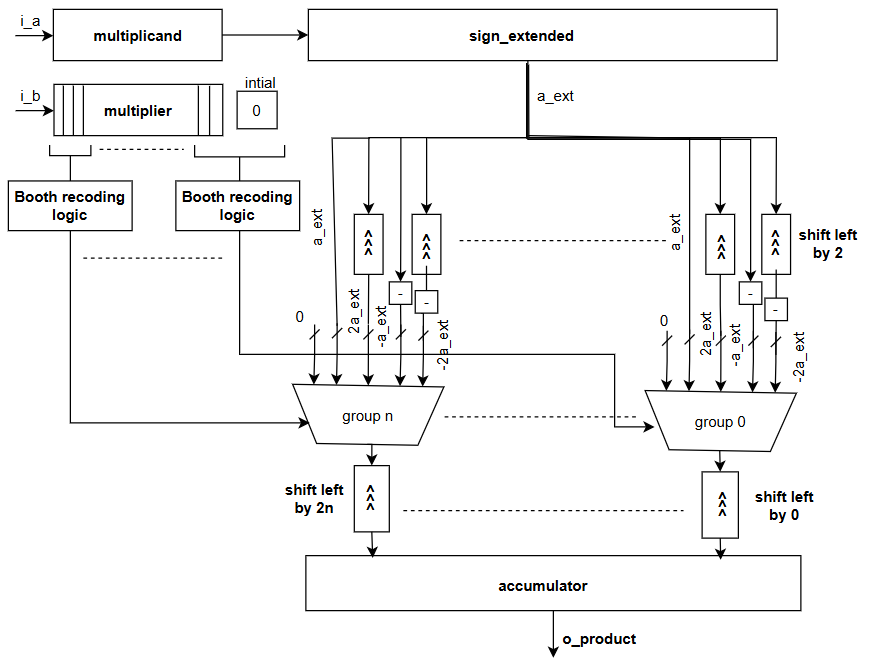 i_a
multiplicand
sign_extended
i_b
multiplier
intial
0
a_ext
Booth recoding
logic
Booth recoding
logic
a_ext
<<<
<<<
a_ext
<<<
<<<
shift left
by 2
-
-
-
-
0
2a_ext
-a_ext
-2a_ext
0
2a_ext
-a_ext
-2a_ext
group n
group 0
shift left
by 2n
<<<
<<<
shift left
by 0
accumulator
o_product